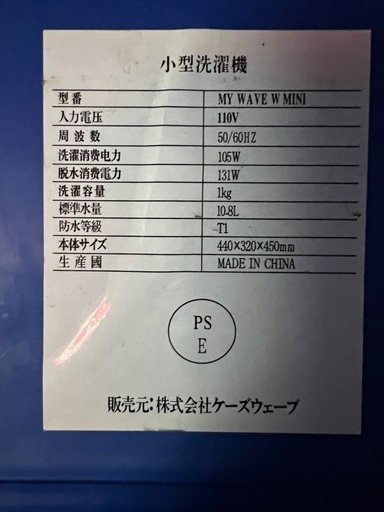 小型洗濯機
型番 MY WAVE W MINI
入力電圧 110V
周波数 50/60HZ
洗濯消费电力 105W
脱水消費電力 131W
洗濯容量 1kg
標準水量 10.8L
防水等級 T1
本体サイズ 440×320×450mm
生産國 MADE IN CHINA
PS
E
販売元:株式会社ケーズウェーブ